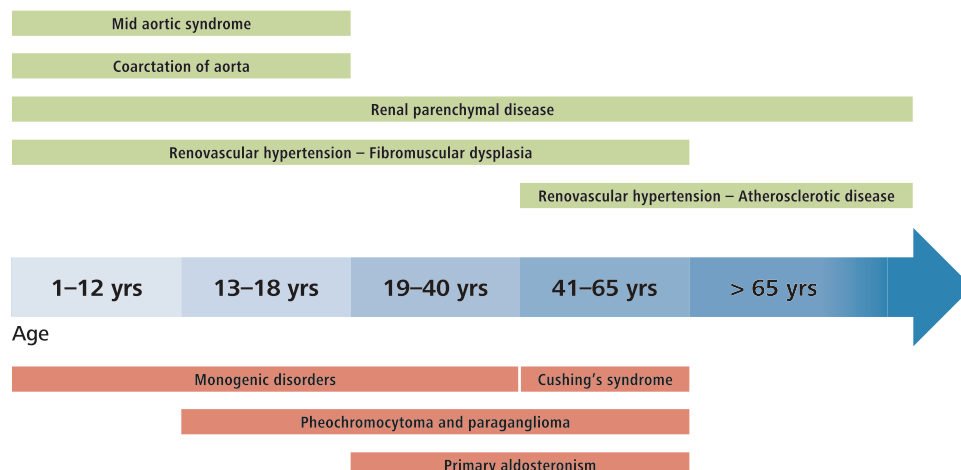 Mid aortic syndrome
Coarctation of aorta
Renal parenchymal disease
Renovascular hypertension – Fibromuscular dysplasia
Renovascular hypertension – Atherosclerotic disease
1–12 yrs 13–18 yrs 19–40 yrs 41–65 yrs > 65 yrs
Age
Monogenic disorders Cushing's syndrome
Pheochromocytoma and paraganglioma
Primary aldosteronism